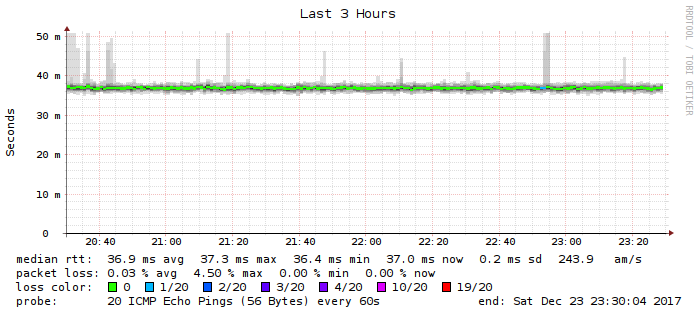 Last 3 Hours
RRDTOOL / TOBI OETIKER
Seconds
50 m
40 m
30 m
20 m
10 m
0
20:40 21:00 21:20 21:40 22:00 22:20 22:40 23:00 23:20
median rtt: 36.9 ms avg 37.3 ms max 36.4 ms min 37.0 ms now 0.2 ms sd 243.9 am/s
packet loss: 0.03 % avg 4.50 % max 0.00 % min 0.00 % now
loss color: 0 1/20 2/20 3/20 4/20 10/20 19/20
probe: 20 ICMP Echo Pings (56 Bytes) every 60s end: Sat Dec 23 23:30:04 2017